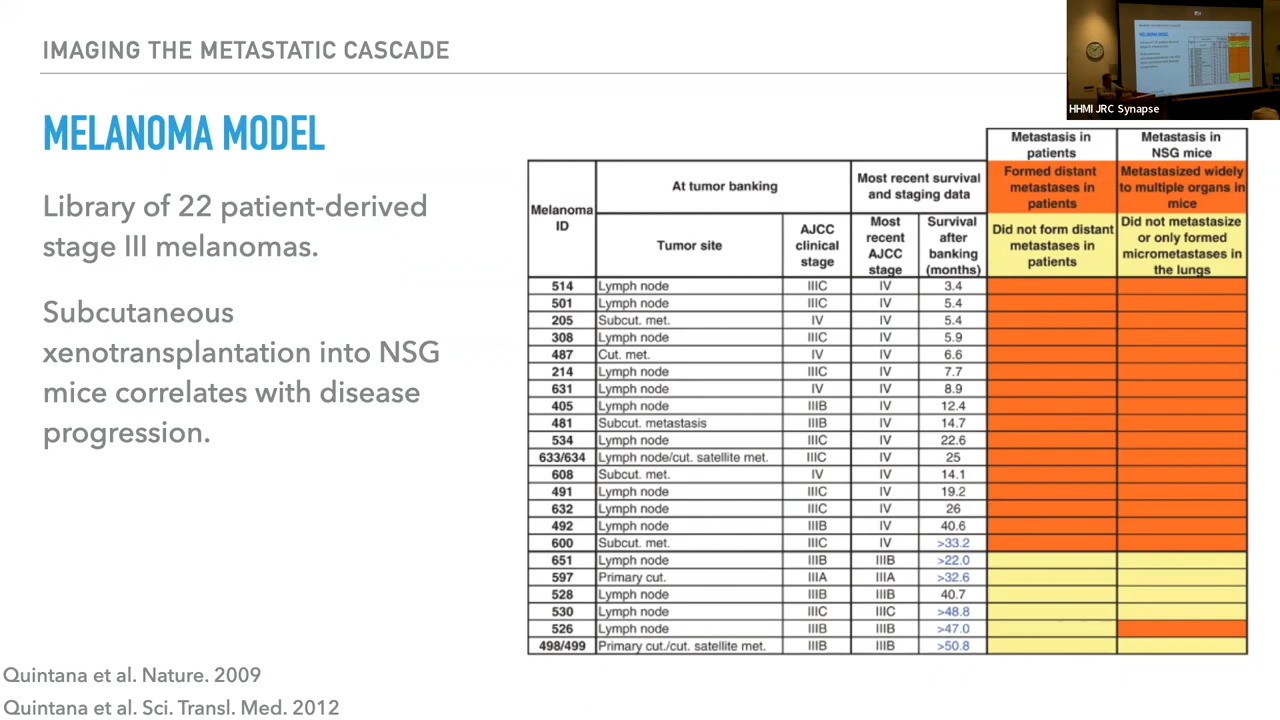 IMAGING THE METASTATIC CASCADE
HHMI JRC Synapse
MELANOMA MODEL
Library of 22 patient-derived
stage III melanomas.
Subcutaneous
xenotransplantation into NSG
mice correlates with disease
progression.
Quintana et al. Nature. 2009
Quintana et al. Sci. Transl. Med. 2012
Metastasis in patients
Metastasis in NSG mice
Melanoma ID
At tumor banking
Most recent survival and staging data
Formed distant metastases in patients
Metastasized widely to multiple organs in mice
Tumor site
AJCC clinical stage
Most recent AJCC stage
Survival after banking (months)
Did not form distant metastases in patients
Did not metastasize or only formed micrometastases in the lungs
514 Lymph node IIIC IV 3.4
501 Lymph node IIIC IV 5.4
205 Subcut. met. IV IV 5.4
308 Lymph node IIIC IV 5.9
487 Cut. met. IV IV 6.6
214 Lymph node IIIC IV 7.7
631 Lymph node IV IV 8.9
405 Lymph node IIIB IV 12.4
481 Subcut. metastasis IIIB IV 14.7
534 Lymph node IIIC IV 22.6
633/634 Lymph node/cut. satellite met. IIIC IV 25
608 Subcut. met. IV IV 14.1
491 Lymph node IIIC IV 19.2
632 Lymph node IIIC IV 26
492 Lymph node IIIB IV 40.6
600 Subcut. met. IIIC IV >33.2
651 Lymph node IIIB IIIB >22.0
597 Primary cut. IIIA IIIA >32.6
528 Lymph node IIIB IIIB 40.7
530 Lymph node IIIC IIIC >48.8
526 Lymph node IIIB IIIB >47.0
498/499 Primary cut./cut. satellite met. IIIB IIIB >50.8